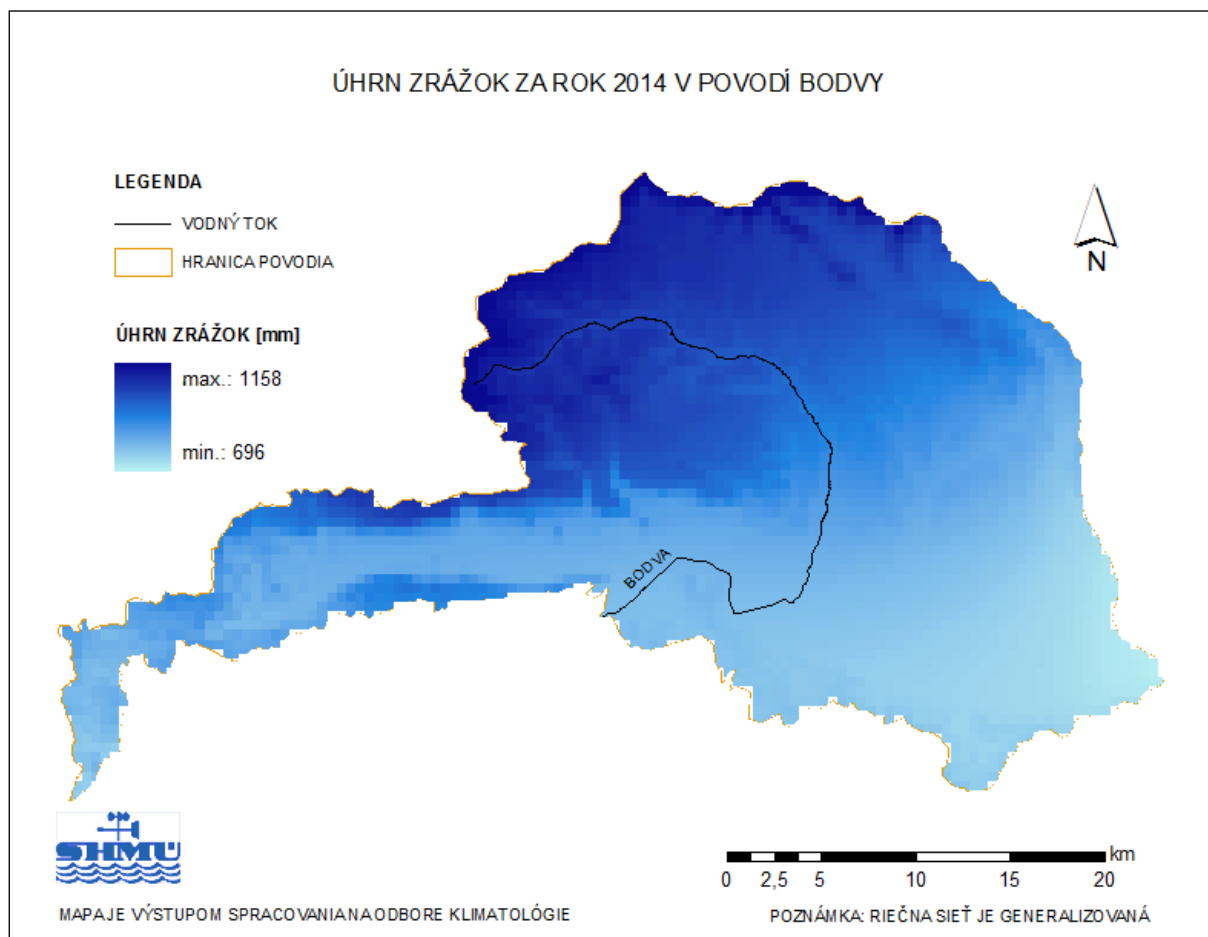 ÚHRN ZRÁŽOK ZA ROK 2014 V POVODÍ BODVY
LEGENDA
VODNÝ TOK
HRANICA POVODIA
ÚHRN ZRÁŽOK [mm]
max.: 1158
min.: 696
N
BODVA
SHMÚ
km
0 2,5 5 10 15 20
MAPA JE VÝSTUPOM SPRACOVANIA NA ODBORE KLIMATOLÓGIE
POZNÁMKA: RIEČNA SIEŤ JE GENERALIZOVANÁ